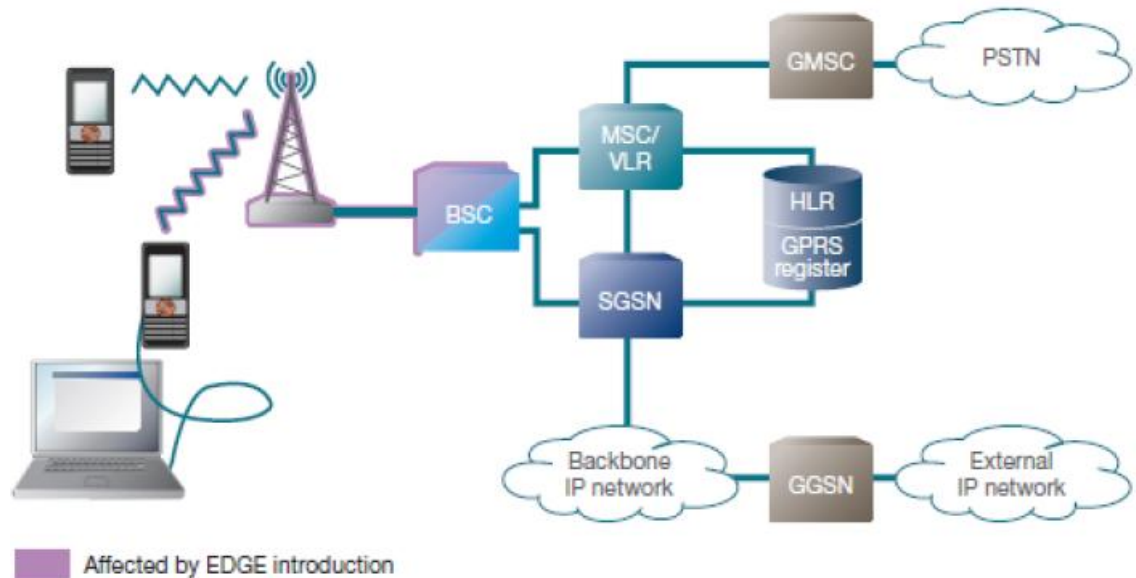 GMSC
PSTN
MSC/
VLR
BSC
HLR
GPRS
register
SGSN
Backbone
IP network
GGSN
External
IP network
Affected by EDGE introduction